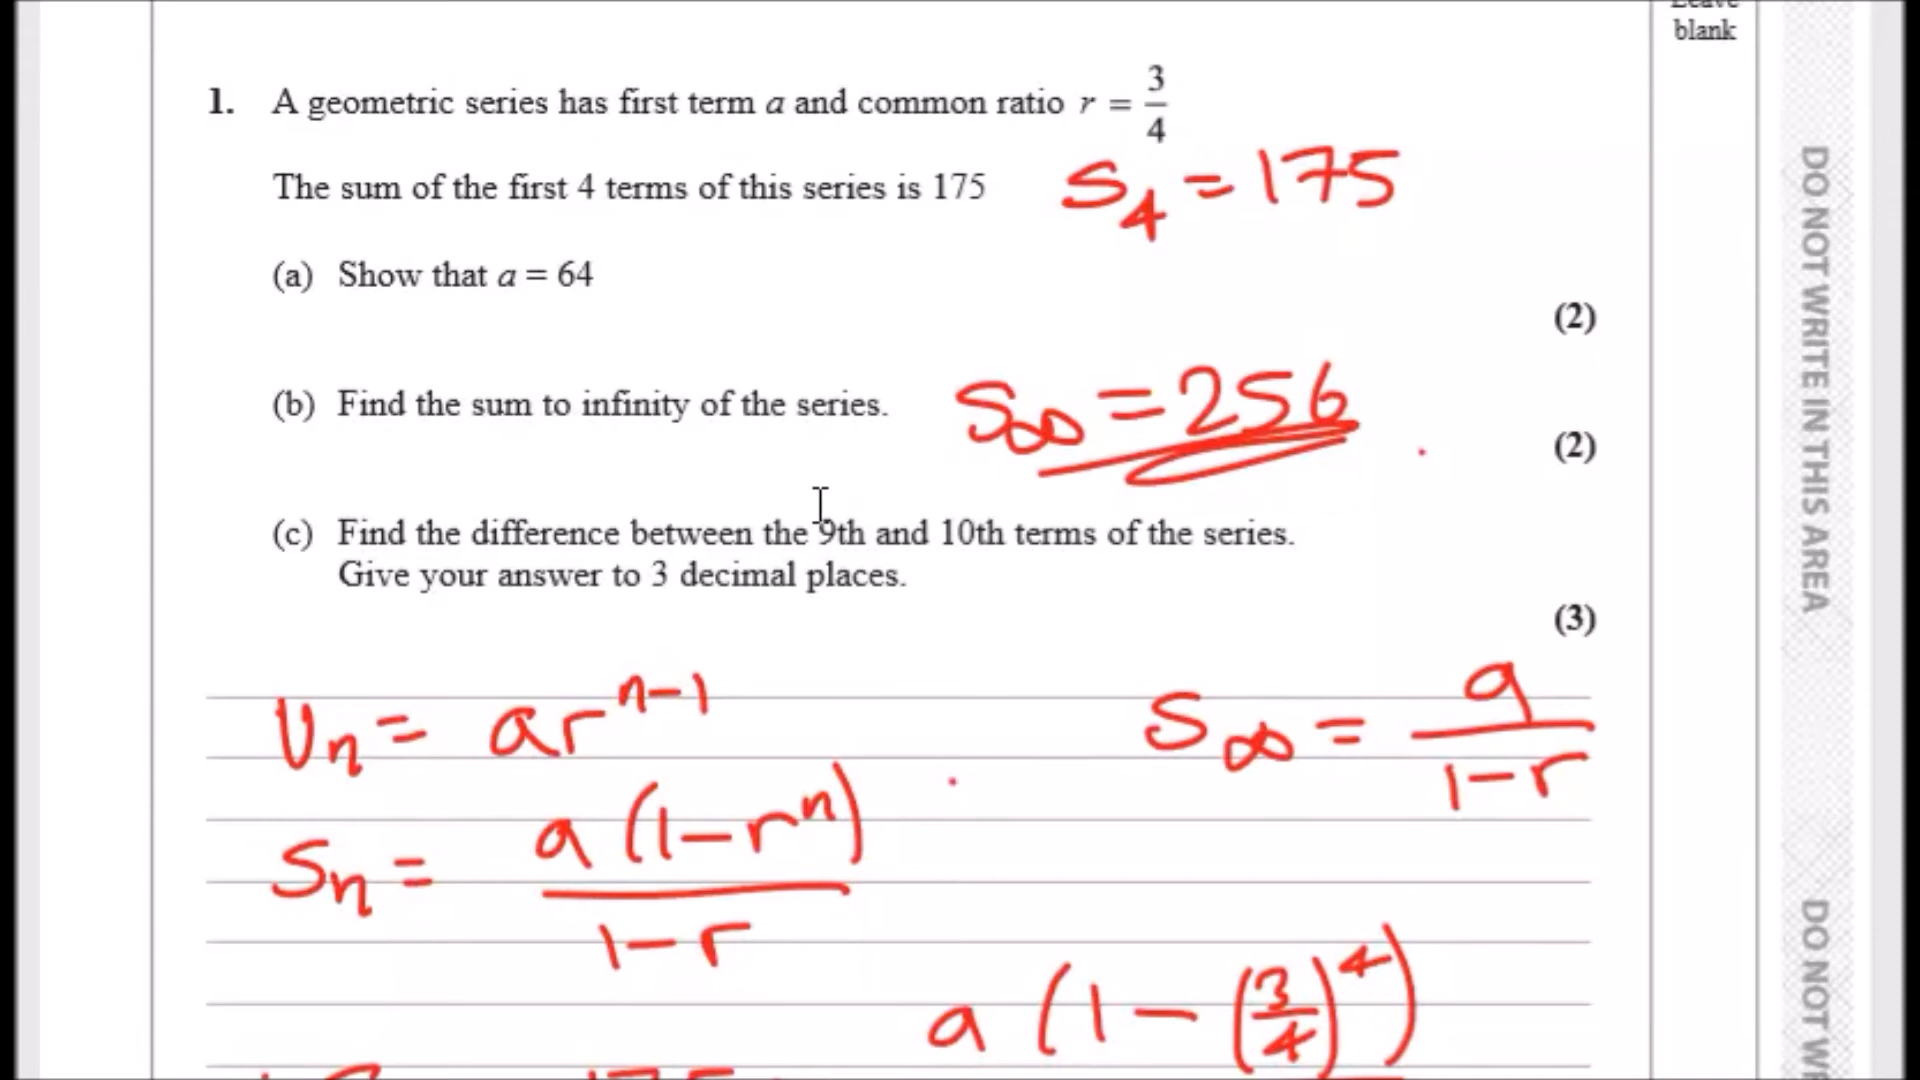 blank
1. A geometric series has first term a and common ratio r = 3/4
The sum of the first 4 terms of this series is 175
S₄ = 175
(a) Show that a = 64
(2)
(b) Find the sum to infinity of the series.
S∞ = 256
(2)
(c) Find the difference between the 9th and 10th terms of the series.
Give your answer to 3 decimal places.
(3)
Uₙ = arⁿ⁻¹
S∞ = a/(1-r)
Sₙ = a(1-rⁿ)/(1-r)
a(1-(3/4)⁴)
DO NOT WRITE IN THIS AREA